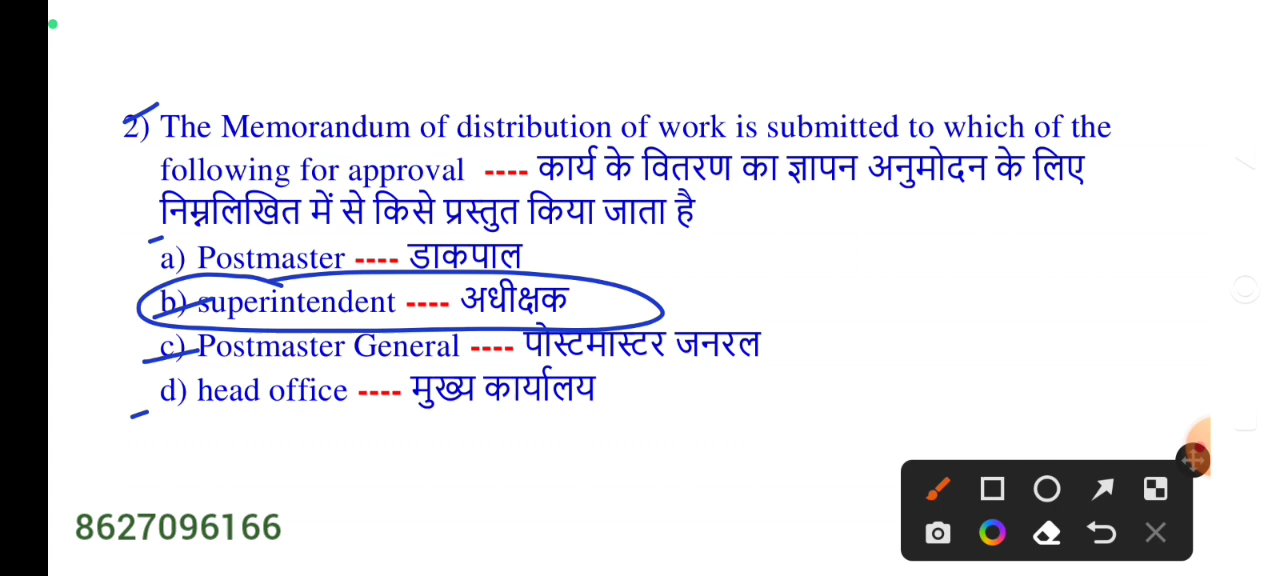 2) The Memorandum of distribution of work is submitted to which of the
following for approval ---- कार्य के वितरण का ज्ञापन अनुमोदन के लिए
निम्नलिखित में से किसे प्रस्तुत किया जाता है
a) Postmaster ---- डाकपाल
b) superintendent ---- अधीक्षक
c) Postmaster General ---- पोस्टमास्टर जनरल
d) head office ---- मुख्य कार्यालय
8627096166